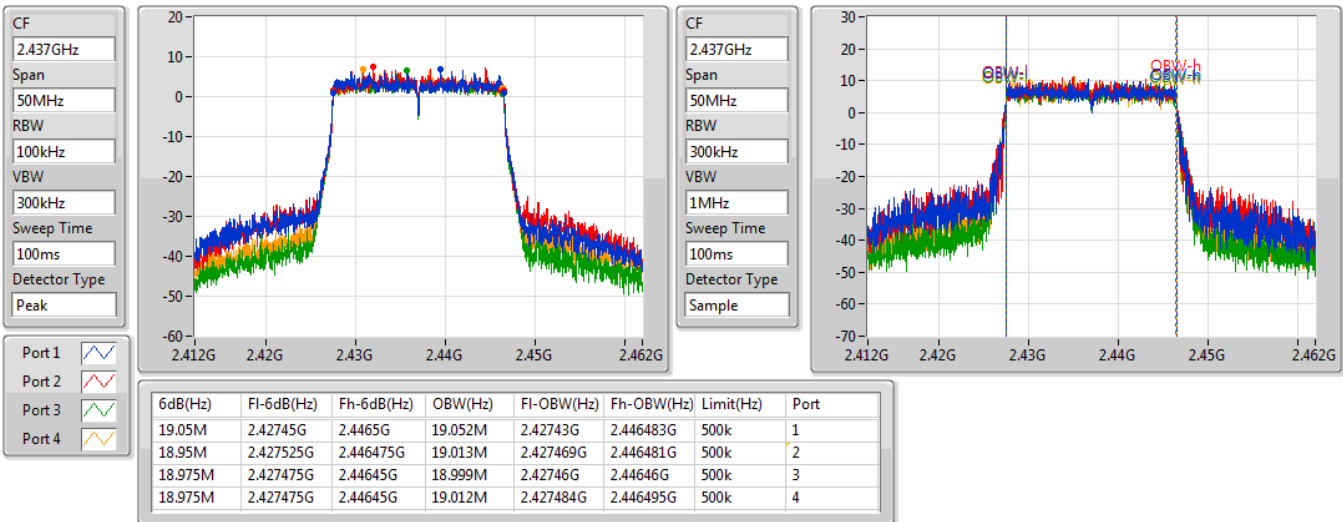 CF
2.437GHz
Span
50MHz
RBW
100kHz
VBW
300kHz
Sweep Time
100ms
Detector Type
Peak
20
10
0
-10
-20
-30
-40
-50
-60
2.412G 2.42G 2.43G 2.44G 2.45G 2.462G
CF
2.437GHz
Span
50MHz
RBW
300kHz
VBW
1MHz
Sweep Time
100ms
Detector Type
Sample
30
20
10
0
-10
-20
-30
-40
-50
-60
-70
OBW-l OBW-h
OBW-h
2.412G 2.42G 2.43G 2.44G 2.45G 2.462G
Port 1
Port 2
Port 3
Port 4
6dB(Hz) Fl-6dB(Hz) Fh-6dB(Hz) OBW(Hz) Fl-OBW(Hz) Fh-OBW(Hz) Limit(Hz) Port
19.05M 2.42745G 2.4465G 19.052M 2.42743G 2.446483G 500k 1
18.95M 2.427525G 2.446475G 19.013M 2.427469G 2.446481G 500k 2
18.975M 2.427475G 2.44645G 18.999M 2.42746G 2.44646G 500k 3
18.975M 2.427475G 2.44645G 19.012M 2.427484G 2.446495G 500k 4